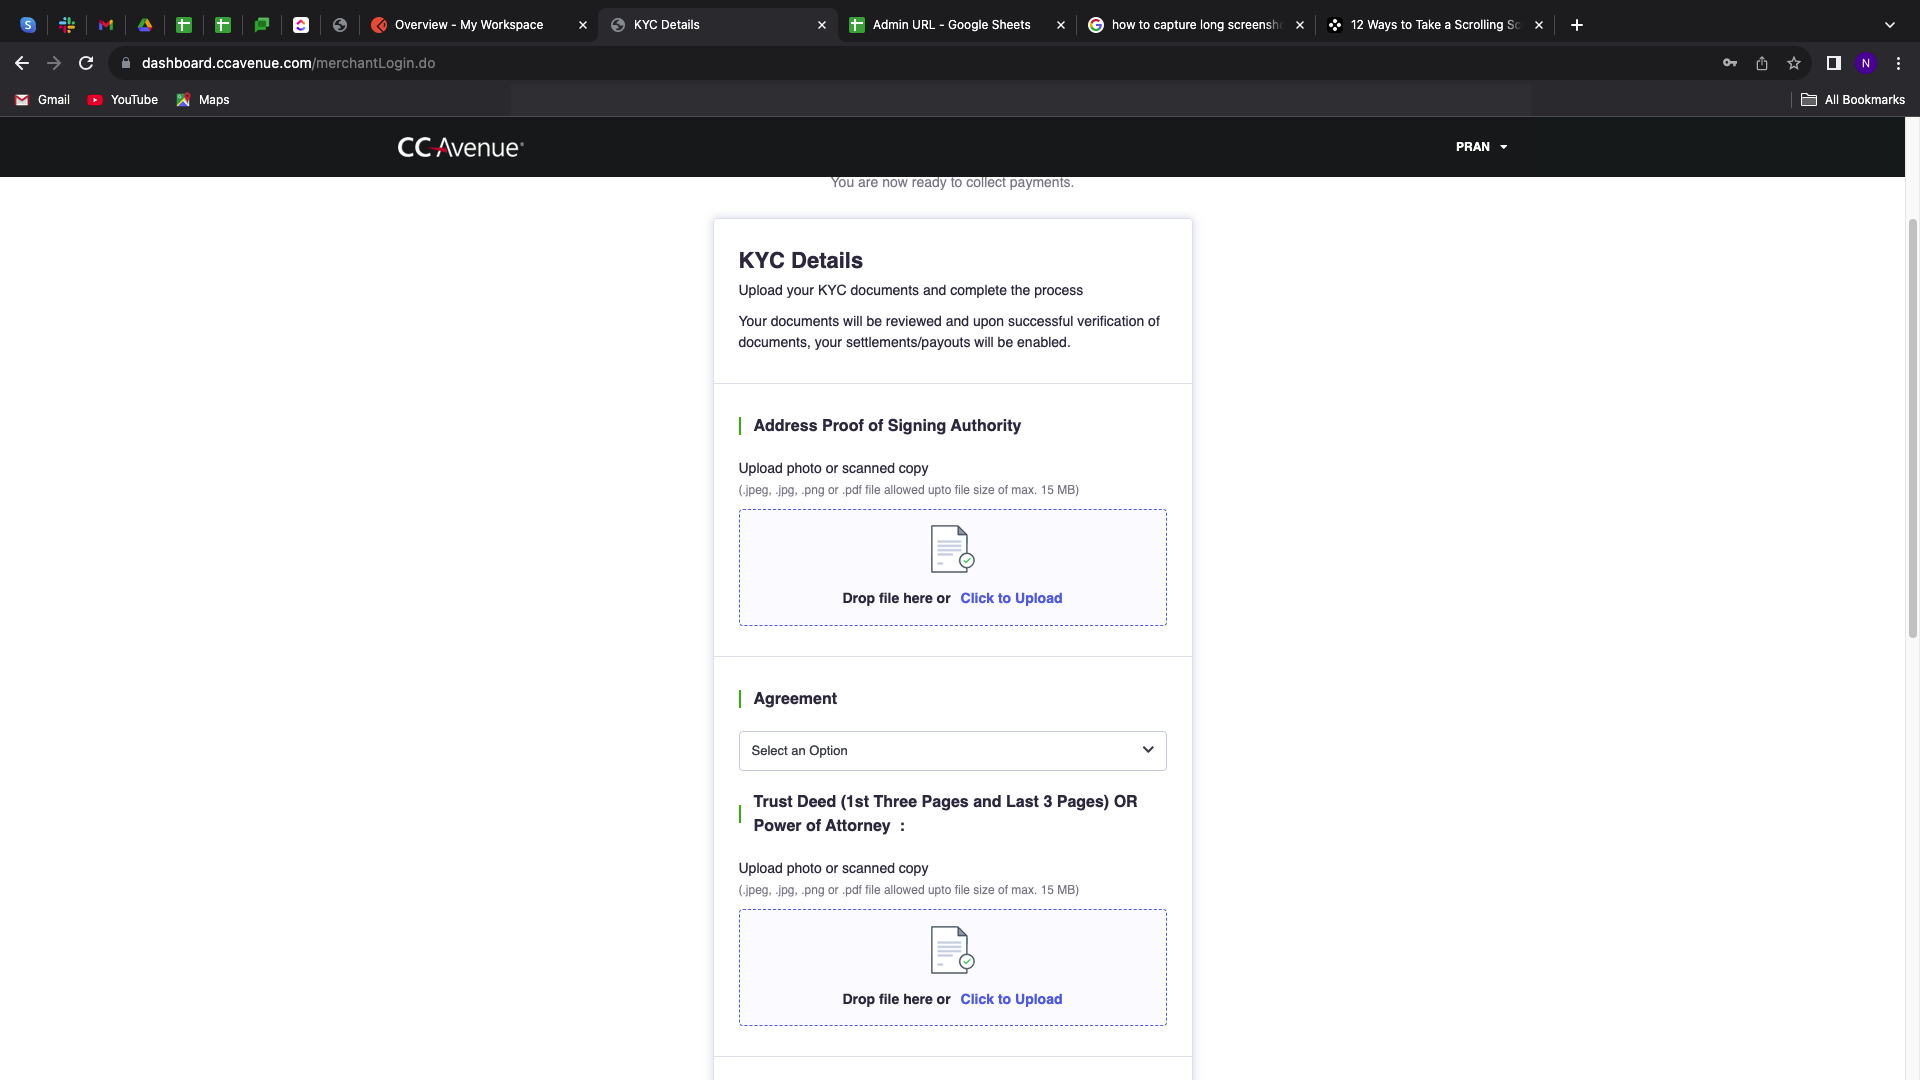 Overview - My Workspace
KYC Details
Admin URL - Google Sheets
how to capture long screensh
12 Ways to Take a Scrolling Sc
dashboard.ccavenue.com/merchantLogin.do
N
Gmail
YouTube
Maps
All Bookmarks
CCAvenue
PRAN
You are now ready to collect payments.
KYC Details
Upload your KYC documents and complete the process
Your documents will be reviewed and upon successful verification of
documents, your settlements/payouts will be enabled.
Address Proof of Signing Authority
Upload photo or scanned copy
(.jpeg, .jpg, .png or .pdf file allowed upto file size of max. 15 MB)
Drop file here or Click to Upload
Agreement
Select an Option
Trust Deed (1st Three Pages and Last 3 Pages) OR
Power of Attorney :
Upload photo or scanned copy
(.jpeg, .jpg, .png or .pdf file allowed upto file size of max. 15 MB)
Drop file here or Click to Upload